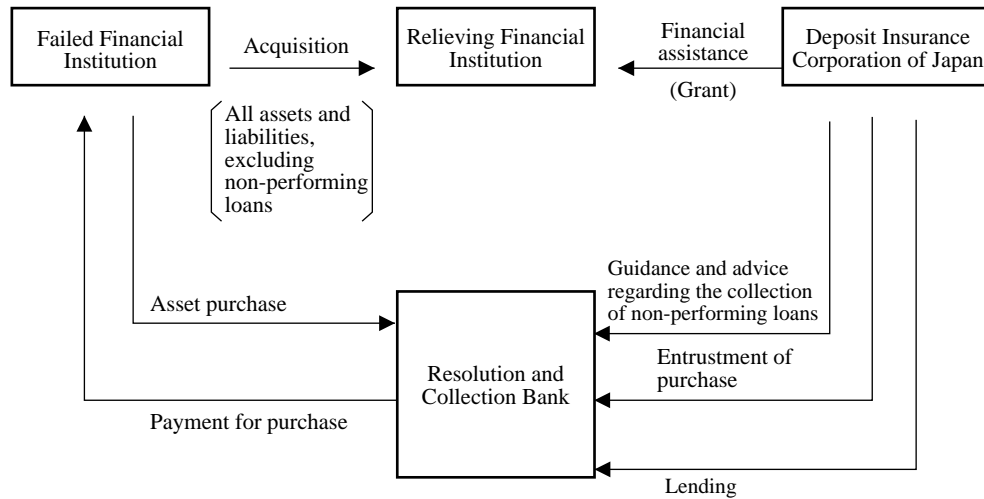 Failed Financial
Institution
Acquisition
All assets and
liabilities,
excluding
non-performing
loans
Relieving Financial
Institution
Financial
assistance
(Grant)
Deposit Insurance
Corporation of Japan
Asset purchase
Payment for purchase
Resolution and
Collection Bank
Guidance and advice
regarding the collection
of non-performing loans
Entrustment of
purchase
Lending